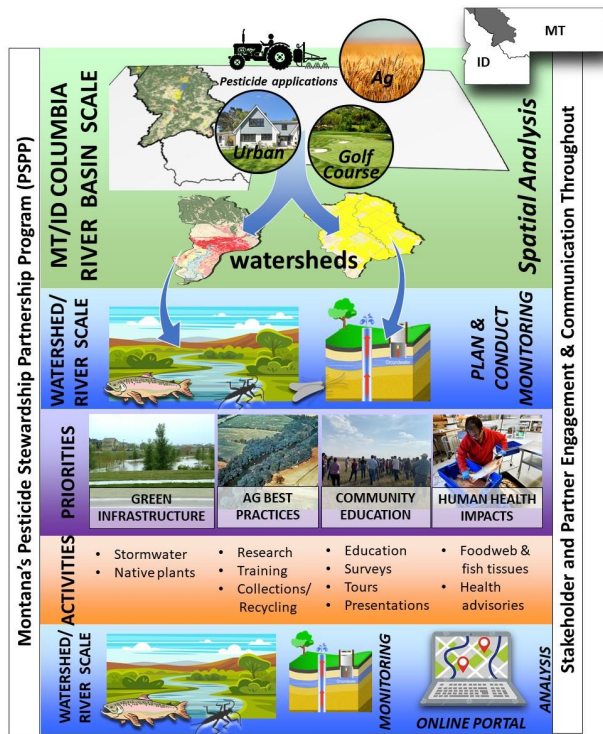 MT
ID
Montana's Pesticide Stewardship Partnership Program (PSPP)
Stakeholder and Partner Engagement & Communication Throughout
MT/ID COLUMBIA
RIVER BASIN SCALE
Pesticide applications
Ag
Urban
Golf
Course
Spatial Analysis
watersheds
WATERSHED/
RIVER SCALE
PLAN &
CONDUCT
MONITORING
PRIORITIES
GREEN
INFRASTRUCTURE
AG BEST
PRACTICES
COMMUNITY
EDUCATION
HUMAN HEALTH
IMPACTS
ACTIVITIES
• Stormwater
• Native plants
• Research
• Training
• Collections/
Recycling
• Education
• Surveys
• Tours
• Presentations
• Foodweb &
fish tissues
• Health
advisories
WATERSHED/
RIVER SCALE
MONITORING
ONLINE PORTAL
ANALYSIS